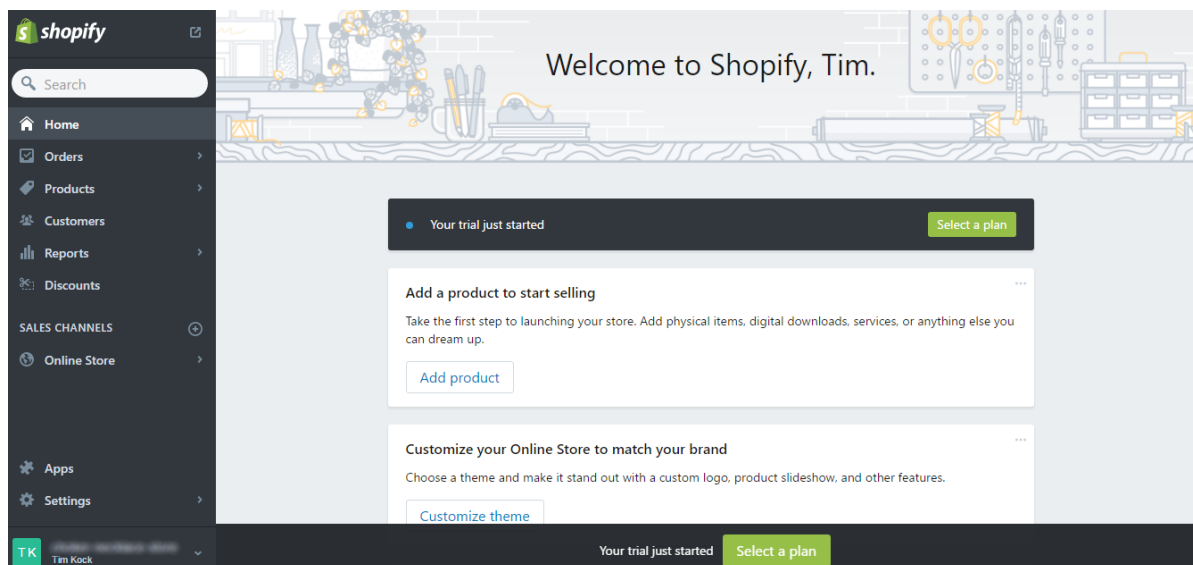 shopify
Search
Home
Orders
Products
Customers
Reports
Discounts
SALES CHANNELS
Online Store
Apps
Settings
TK
Tim Kock
Welcome to Shopify, Tim.
Your trial just started
Select a plan
Add a product to start selling
Take the first step to launching your store. Add physical items, digital downloads, services, or anything else you
can dream up.
Add product
Customize your Online Store to match your brand
Choose a theme and make it stand out with a custom logo, product slideshow, and other features.
Customize theme
Your trial just started
Select a plan